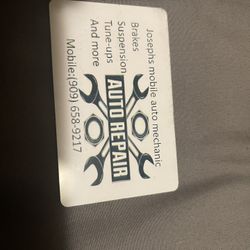 Josephs mobile auto mechanic
Brakes
Suspension
Tune-ups
And more
AUTO REPAIR
Mobile:(909) 658-9217